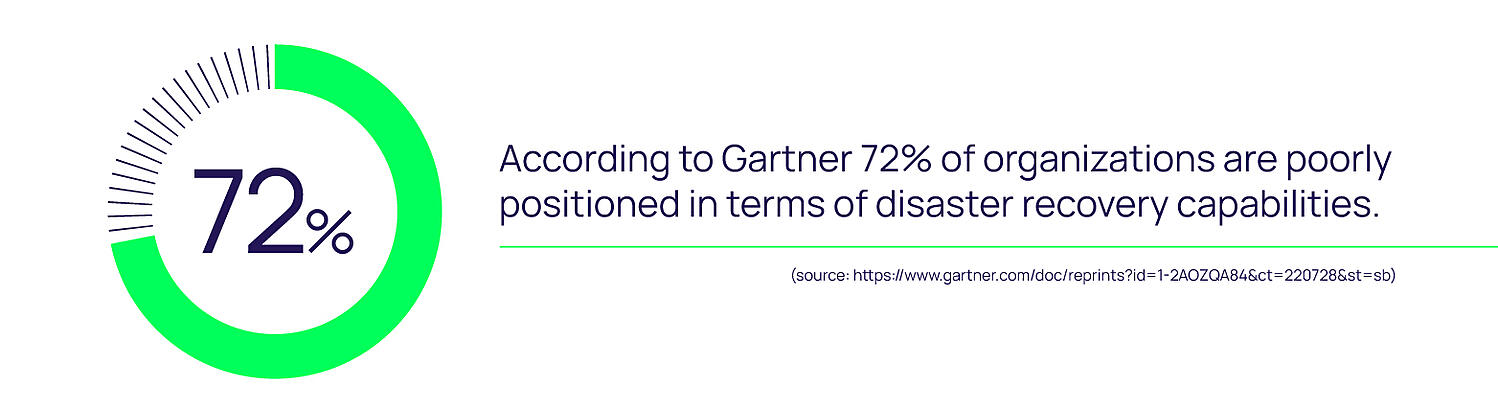 72%
According to Gartner 72% of organizations are poorly
positioned in terms of disaster recovery capabilities.
(source: https://www.gartner.com/doc/reprints?id=1-2AOZQA84&ct=220728&st=sb)